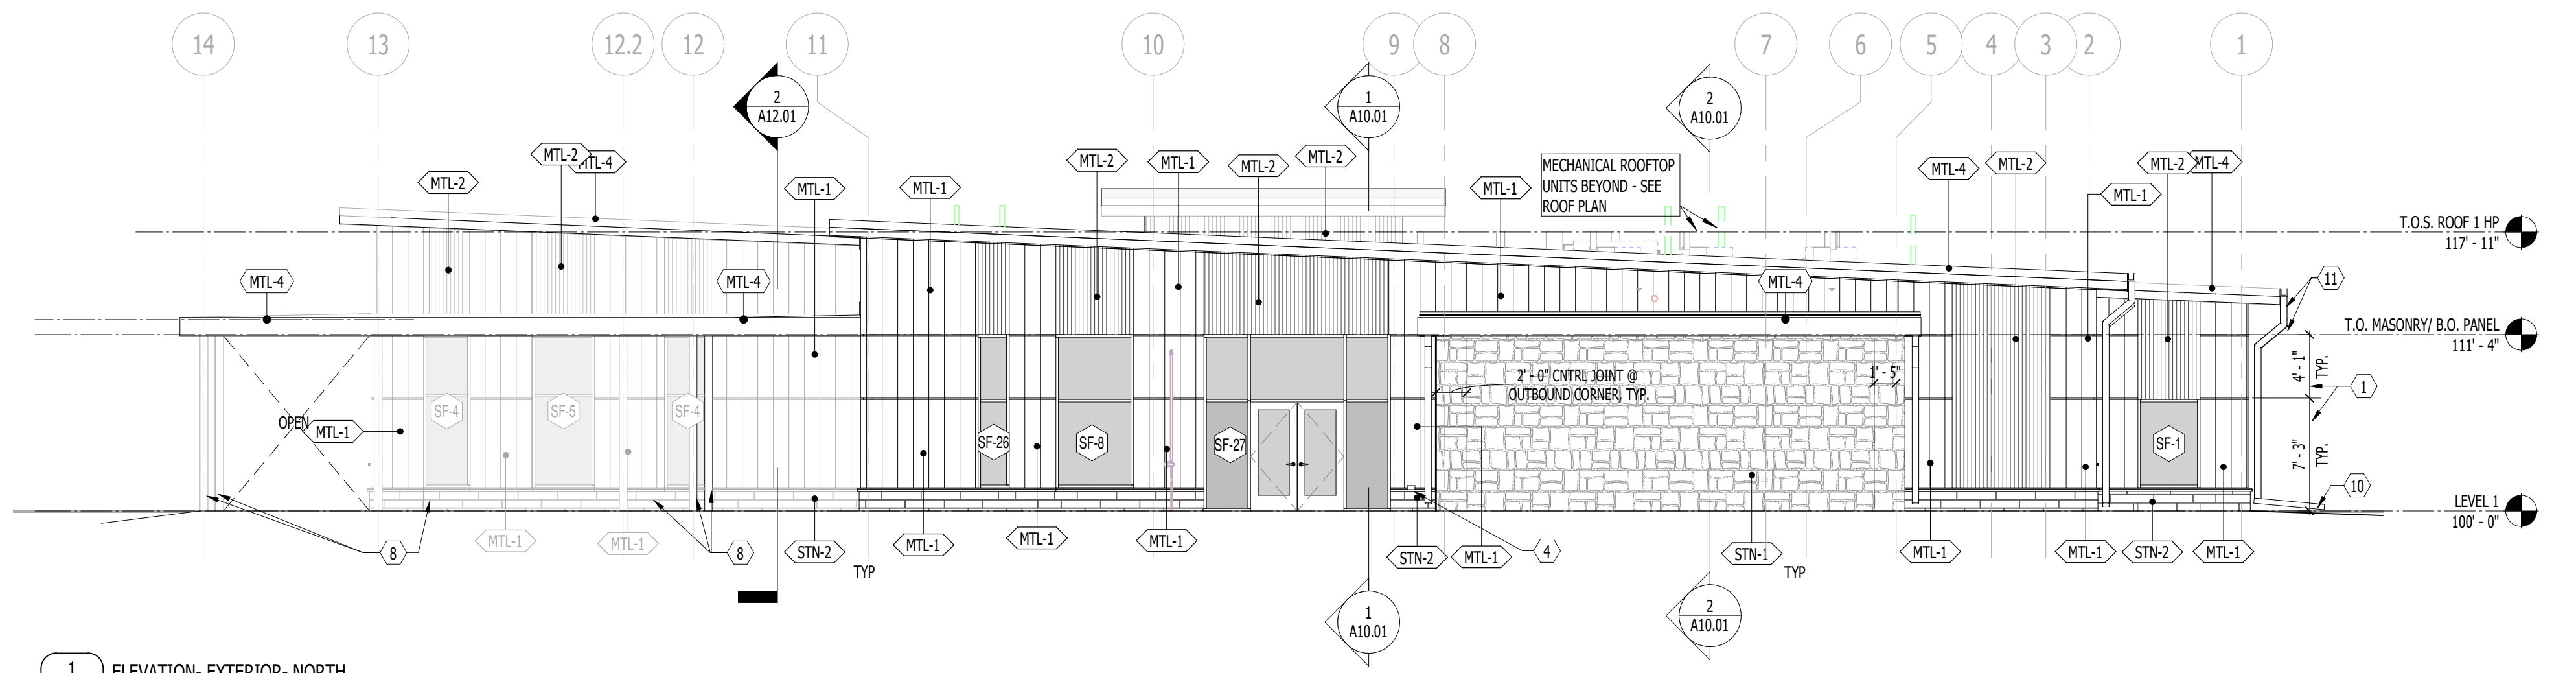 14
13
12.2
12
11
10
9
8
7
6
5
4
3
2
1
2
A12.01
1
A10.01
2
A10.01
MTL-2
MTL-2
MTL-4
MTL-1
MTL-1
MTL-2
MTL-1
MTL-2
MTL-2
MTL-1
MECHANICAL ROOFTOP
UNITS BEYOND - SEE
ROOF PLAN
MTL-4
MTL-2
MTL-1
MTL-2
MTL-4
T.O.S. ROOF 1 HP
117' - 11"
MTL-4
MTL-4
MTL-4
11
T.O. MASONRY/ B.O. PANEL
111' - 4"
4' - 1"
TYP.
1
7' - 3"
TYP.
10
2' - 0" CNTRL JOINT @
OUTBOUND CORNER, TYP.
1' - 5"
OPEN
MTL-1
SF-4
SF-5
SF-4
SF-26
SF-8
SF-27
SF-1
LEVEL 1
100' - 0"
8
MTL-1
MTL-1
8
STN-2
MTL-1
MTL-1
MTL-1
STN-2
MTL-1
4
STN-1
MTL-1
MTL-1
STN-2
MTL-1
TYP
TYP
1
A10.01
2
A10.01
1
ELEVATION- EXTERIOR- NORTH